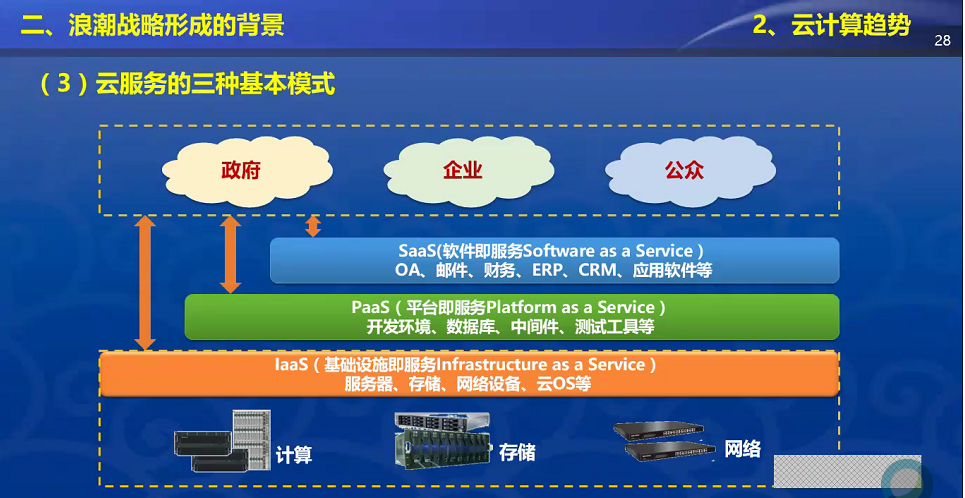 二、浪潮战略形成的背景
2、云计算趋势
28
（3）云服务的三种基本模式
政府
企业
公众
SaaS(软件即服务Software as a Service）
OA、邮件、财务、ERP、CRM、应用软件等
PaaS（平台即服务Platform as a Service）
开发环境、数据库、中间件、测试工具等
IaaS（基础设施即服务Infrastructure as a Service）
服务器、存储、网络设备、云OS等
计算
存储
网络